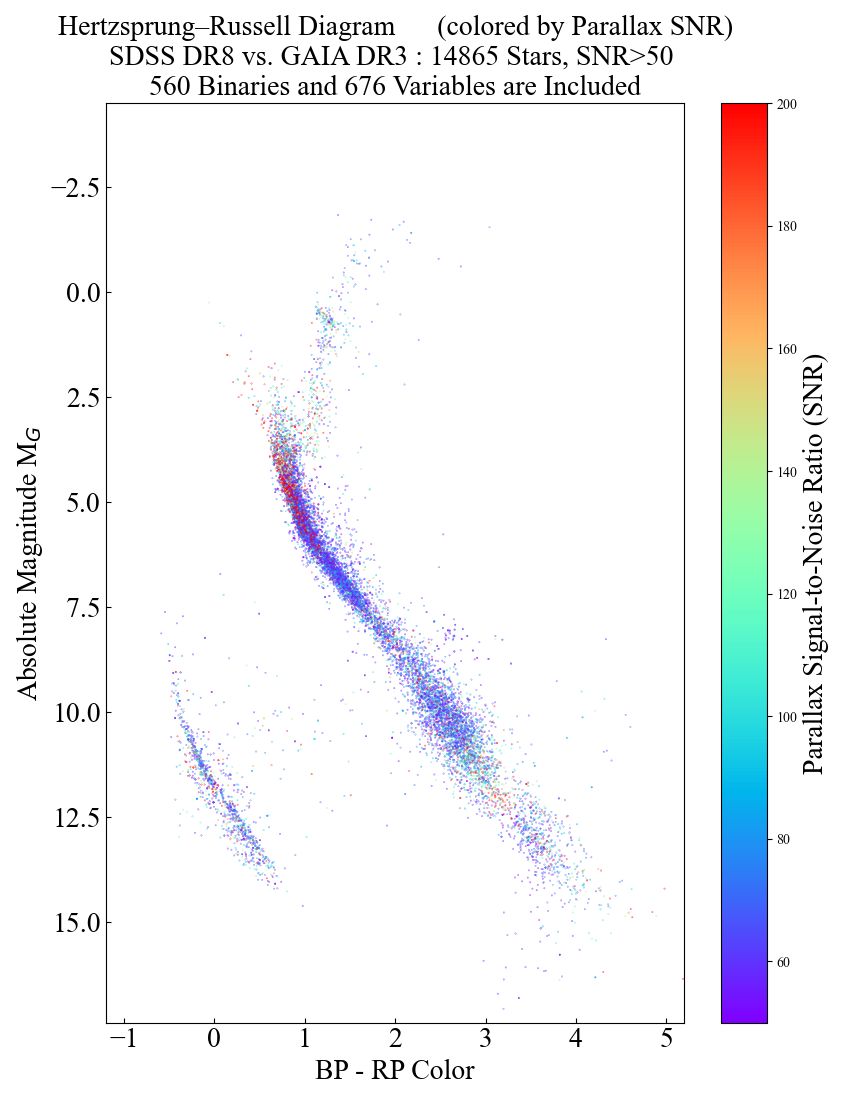 Hertzsprung–Russell Diagram (colored by Parallax SNR)
SDSS DR8 vs. GAIA DR3 : 14865 Stars, SNR>50
560 Binaries and 676 Variables are Included
−2.5
0.0
2.5
5.0
7.5
10.0
12.5
15.0
Absolute Magnitude M_G
−1 0 1 2 3 4 5
BP - RP Color
200
180
160
140
120
100
80
60
Parallax Signal-to-Noise Ratio (SNR)